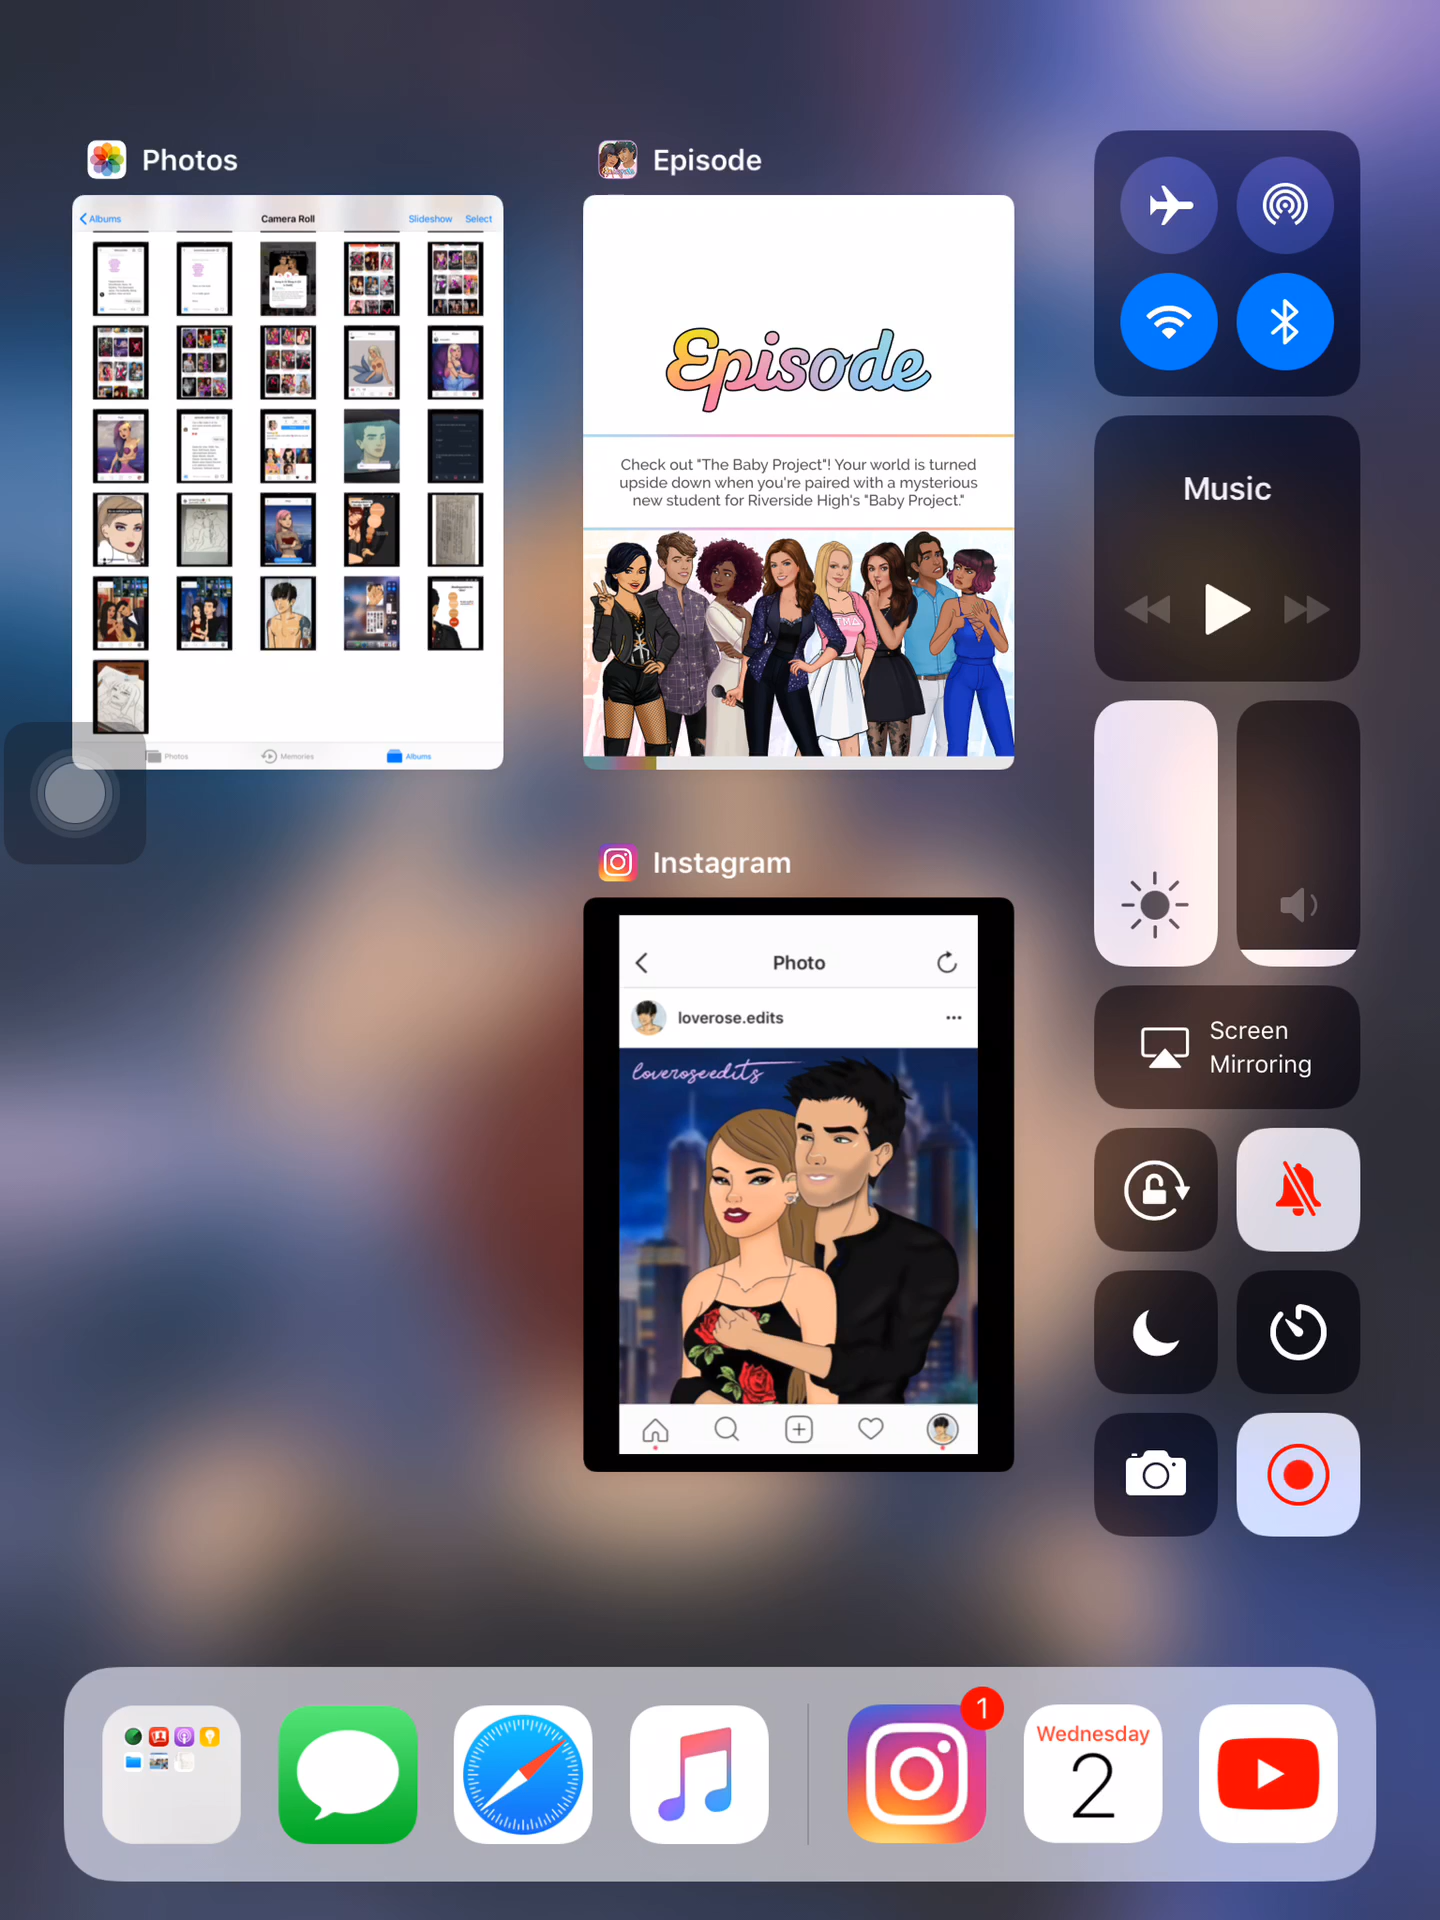 Photos
Albums
Camera Roll
Slideshow
Select
Photos
Memories
Albums
Episode
Episode
Check out "The Baby Project"! Your world is turned
upside down when you're paired with a mysterious
new student for Riverside High's "Baby Project."
Instagram
Photo
loverose.edits
loveroseedits
Music
Screen
Mirroring
1
Wednesday
2